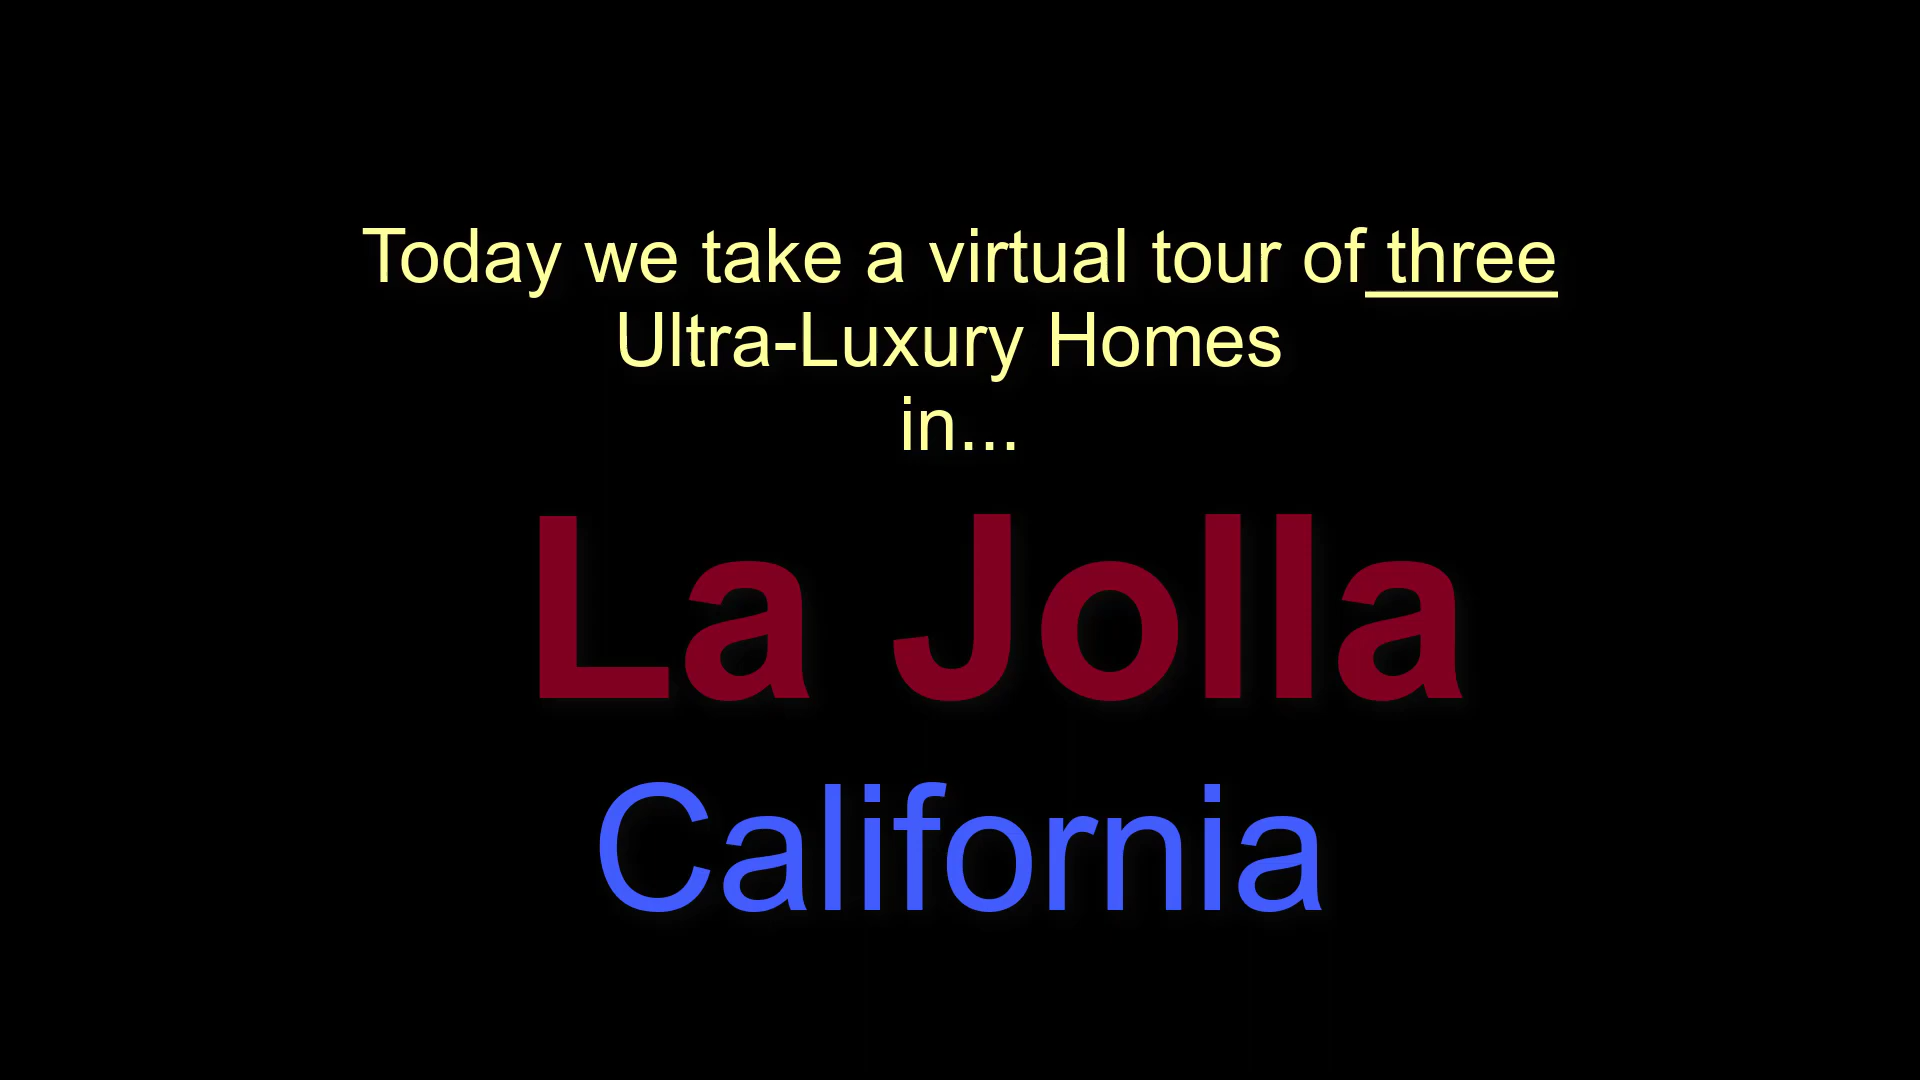 Today we take a virtual tour of three
Ultra-Luxury Homes
in...
La Jolla
California